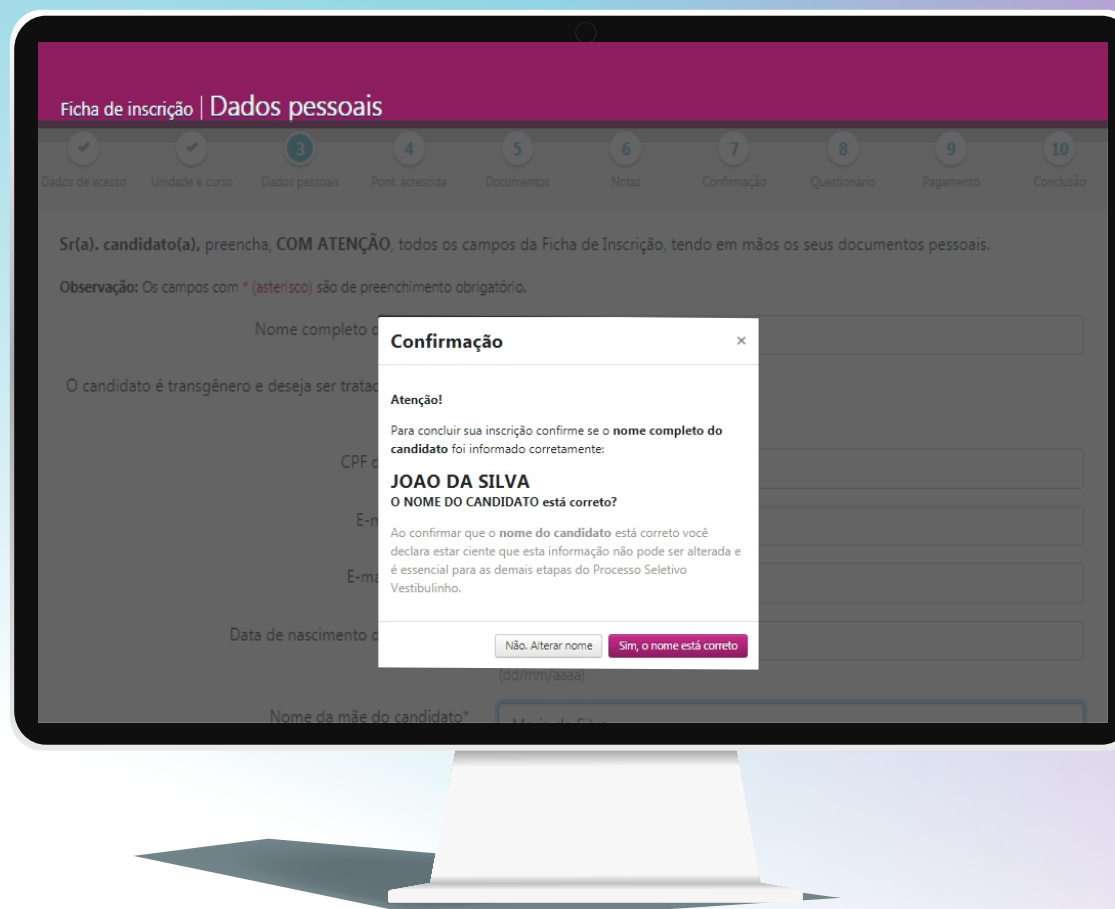 Ficha de inscrição | Dados pessoais
3 4 5 6 7 8 9 10
Dados de acesso Unidade e curso Dados pessoais Pont. acrescida Documentos Notas Confirmação Questionário Pagamento Conclusão
Sr(a). candidato(a), preencha, COM ATENÇÃO, todos os campos da Ficha de Inscrição, tendo em mãos os seus documentos pessoais.
Observação: Os campos com * (asterisco) são de preenchimento obrigatório.
Nome completo
O candidato é transgênero e deseja ser
CPF
Data de nascimento
(dd/mm/aaaa)
Nome da mãe do candidato*
Confirmação ×
Atenção!
Para concluir sua inscrição confirme se o nome completo do
candidato foi informado corretamente:
JOAO DA SILVA
O NOME DO CANDIDATO está correto?
Ao confirmar que o nome do candidato está correto você
declara estar ciente que esta informação não pode ser alterada e
é essencial para as demais etapas do Processo Seletivo
Vestibulinho.
Não. Alterar nome Sim, o nome está correto